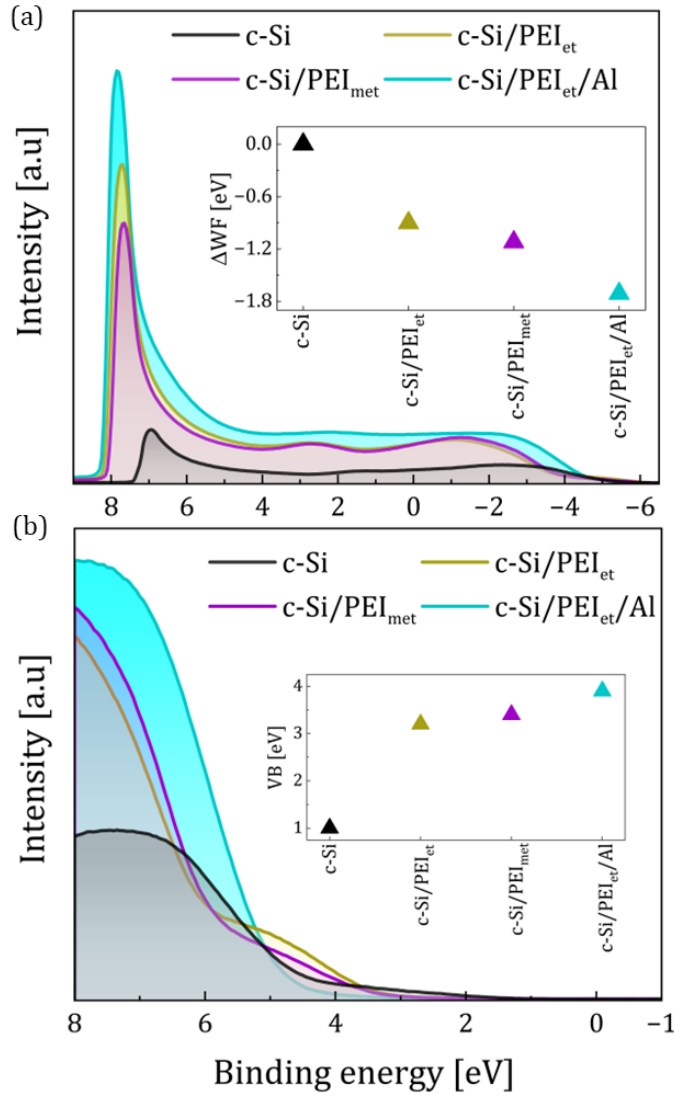 (a)
c-Si
c-Si/PEIet
c-Si/PEImet
c-Si/PEIet/Al
Intensity [a.u]
ΔWF [eV]
0.0
−0.6
−1.2
−1.8
c-Si
c-Si/PEIet
c-Si/PEImet
c-Si/PEIet/Al
8 6 4 2 0 −2 −4 −6
(b)
c-Si
c-Si/PEIet
c-Si/PEImet
c-Si/PEIet/Al
Intensity [a.u]
VB [eV]
4
3
2
1
c-Si
c-Si/PEIet
c-Si/PEImet
c-Si/PEIet/Al
8 6 4 2 0 −1
Binding energy [eV]